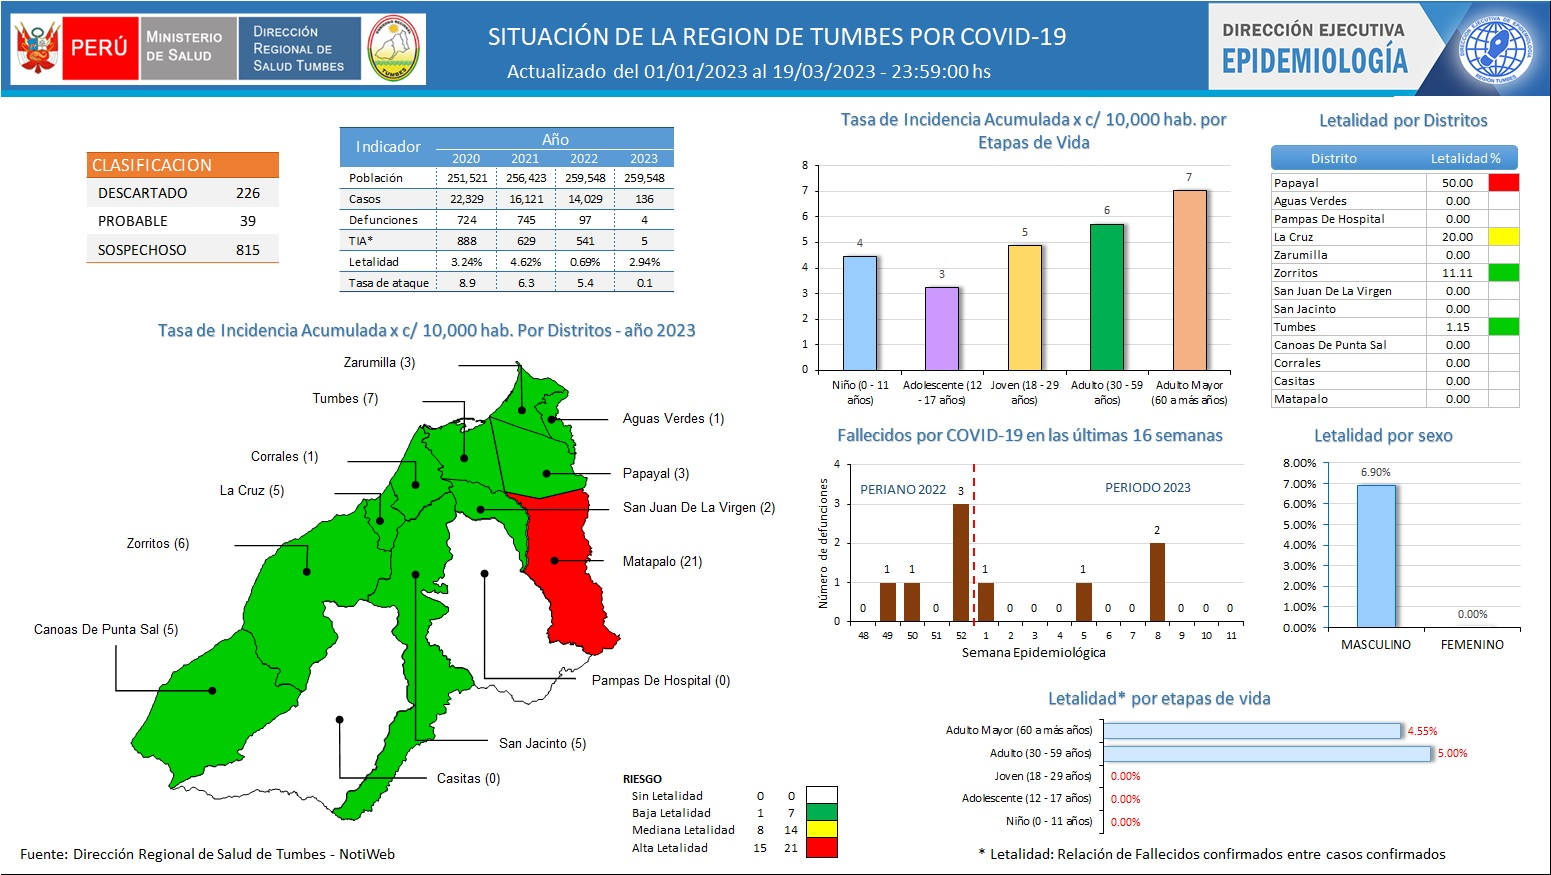 PERÚ
MINISTERIO
DE SALUD
DIRECCIÓN
REGIONAL DE
SALUD TUMBES
GOBIERNO REGIONAL
TUMBES
SITUACIÓN DE LA REGION DE TUMBES POR COVID-19
Actualizado del 01/01/2023 al 19/03/2023 - 23:59:00 hs
DIRECCIÓN EJECUTIVA
EPIDEMIOLOGÍA
DIRECCIÓN EJECUTIVA DE EPIDEMIOLOGÍA
REGIÓN TUMBES
CLASIFICACION
DESCARTADO 226
PROBABLE 39
SOSPECHOSO 815
Indicador Año
2020 2021 2022 2023
Población 251,521 256,423 259,548 259,548
Casos 22,329 16,121 14,029 136
Defunciones 724 745 97 4
TIA* 888 629 541 5
Letalidad 3.24% 4.62% 0.69% 2.94%
Tasa de ataque 8.9 6.3 5.4 0.1
Tasa de Incidencia Acumulada x c/ 10,000 hab. Por Distritos - año 2023
Zarumilla (3)
Tumbes (7)
Aguas Verdes (1)
Corrales (1)
Papayal (3)
La Cruz (5)
San Juan De La Virgen (2)
Zorritos (6)
Matapalo (21)
Canoas De Punta Sal (5)
Pampas De Hospital (0)
San Jacinto (5)
Casitas (0)
RIESGO
Sin Letalidad 0 0
Baja Letalidad 1 7
Mediana Letalidad 8 14
Alta Letalidad 15 21
Fuente: Dirección Regional de Salud de Tumbes - NotiWeb
Tasa de Incidencia Acumulada x c/ 10,000 hab. por
Etapas de Vida
8
7
6
5
4
3
2
1
0
4
3
5
6
7
Niño (0 - 11 años)
Adolescente (12 - 17 años)
Joven (18 - 29 años)
Adulto (30 - 59 años)
Adulto Mayor (60 a más años)
Letalidad por Distritos
Distrito Letalidad %
Papayal 50.00
Aguas Verdes 0.00
Pampas De Hospital 0.00
La Cruz 20.00
Zarumilla 0.00
Zorritos 11.11
San Juan De La Virgen 0.00
San Jacinto 0.00
Tumbes 1.15
Canoas De Punta Sal 0.00
Corrales 0.00
Casitas 0.00
Matapalo 0.00
Fallecidos por COVID-19 en las últimas 16 semanas
Número de defunciones
4
3
2
1
0
PERIANO 2022
PERIODO 2023
0 1 1 0 3 1 0 0 0 1 0 0 2 0 0 0
48 49 50 51 52 1 2 3 4 5 6 7 8 9 10 11
Semana Epidemiológica
Letalidad por sexo
8.00%
7.00%
6.00%
5.00%
4.00%
3.00%
2.00%
1.00%
0.00%
6.90%
0.00%
MASCULINO FEMENINO
Letalidad* por etapas de vida
Adulto Mayor (60 a más años) 4.55%
Adulto (30 - 59 años) 5.00%
Joven (18 - 29 años) 0.00%
Adolescente (12 - 17 años) 0.00%
Niño (0 - 11 años) 0.00%
* Letalidad: Relación de Fallecidos confirmados entre casos confirmados